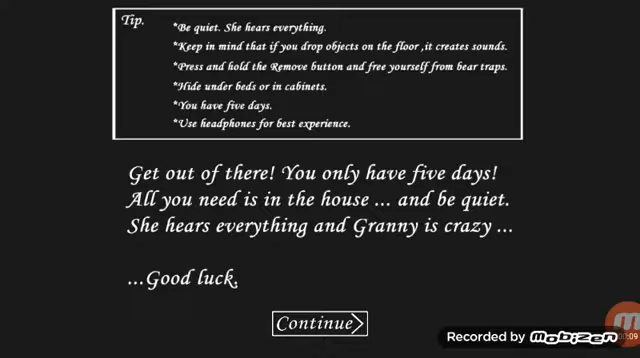 Tip.
*Be quiet. She hears everything.
*Keep in mind that if you drop objects on the floor ,it creates sounds.
*Press and hold the Remove button and free yourself from bear traps.
*Hide under beds or in cabinets.
*You have five days.
*Use headphones for best experience.
Get out of there! You only have five days!
All you need is in the house ... and be quiet.
She hears everything and Granny is crazy ...
...Good luck.
Continue>
Recorded by mobizen
00:09